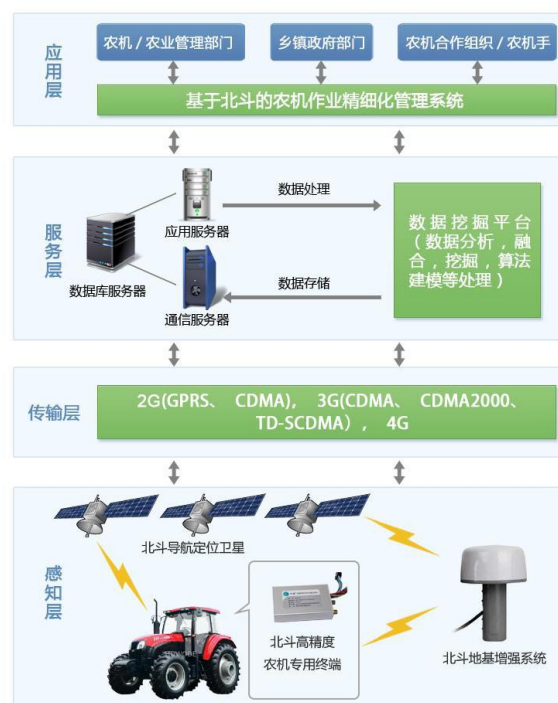 应用层
农机 / 农业管理部门
乡镇政府部门
农机合作组织 / 农机手
基于北斗的农机作业精细化管理系统
服务层
数据处理
应用服务器
数据库服务器
数据存储
通信服务器
数据挖掘平台
（数据分析，融
合，挖掘，算法
建模等处理）
传输层
2G(GPRS、 CDMA), 3G(CDMA、 CDMA2000、
TD-SCDMA）, 4G
感知层
北斗导航定位卫星
北斗高精度
农机专用终端
北斗地基增强系统